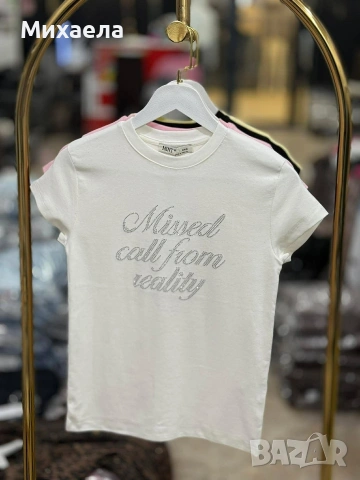 Михаела
Missed
call from
reality
BAZAR